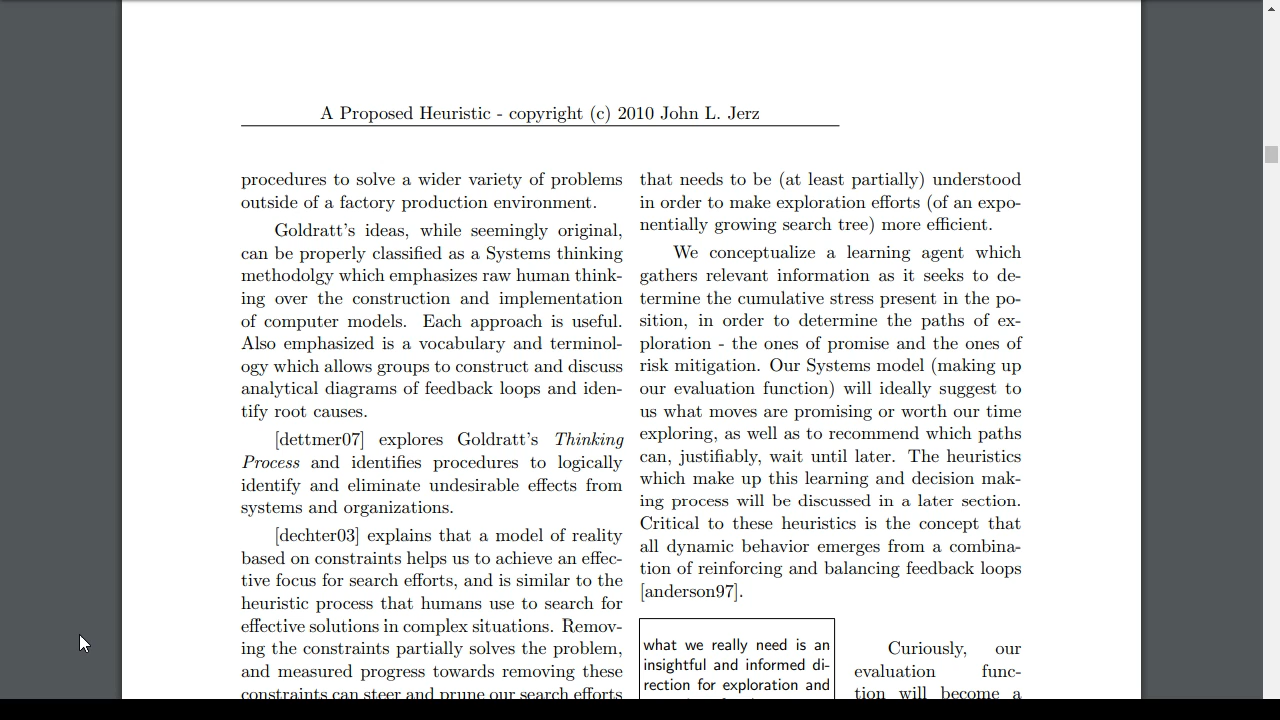 A Proposed Heuristic - copyright (c) 2010 John L. Jerz
procedures to solve a wider variety of problems
outside of a factory production environment.
Goldratt's ideas, while seemingly original,
can be properly classified as a Systems thinking
methodolgy which emphasizes raw human think-
ing over the construction and implementation
of computer models. Each approach is useful.
Also emphasized is a vocabulary and terminol-
ogy which allows groups to construct and discuss
analytical diagrams of feedback loops and iden-
tify root causes.
[dettmer07] explores Goldratt's Thinking
Process and identifies procedures to logically
identify and eliminate undesirable effects from
systems and organizations.
[dechter03] explains that a model of reality
based on constraints helps us to achieve an effec-
tive focus for search efforts, and is similar to the
heuristic process that humans use to search for
effective solutions in complex situations. Remov-
ing the constraints partially solves the problem,
and measured progress towards removing these
constraints can steer and prune our search efforts
that needs to be (at least partially) understood
in order to make exploration efforts (of an expo-
nentially growing search tree) more efficient.
We conceptualize a learning agent which
gathers relevant information as it seeks to de-
termine the cumulative stress present in the po-
sition, in order to determine the paths of ex-
ploration - the ones of promise and the ones of
risk mitigation. Our Systems model (making up
our evaluation function) will ideally suggest to
us what moves are promising or worth our time
exploring, as well as to recommend which paths
can, justifiably, wait until later. The heuristics
which make up this learning and decision mak-
ing process will be discussed in a later section.
Critical to these heuristics is the concept that
all dynamic behavior emerges from a combina-
tion of reinforcing and balancing feedback loops
[anderson97].
what we really need is an
insightful and informed di-
rection for exploration and
Curiously, our
evaluation func-
tion will become a